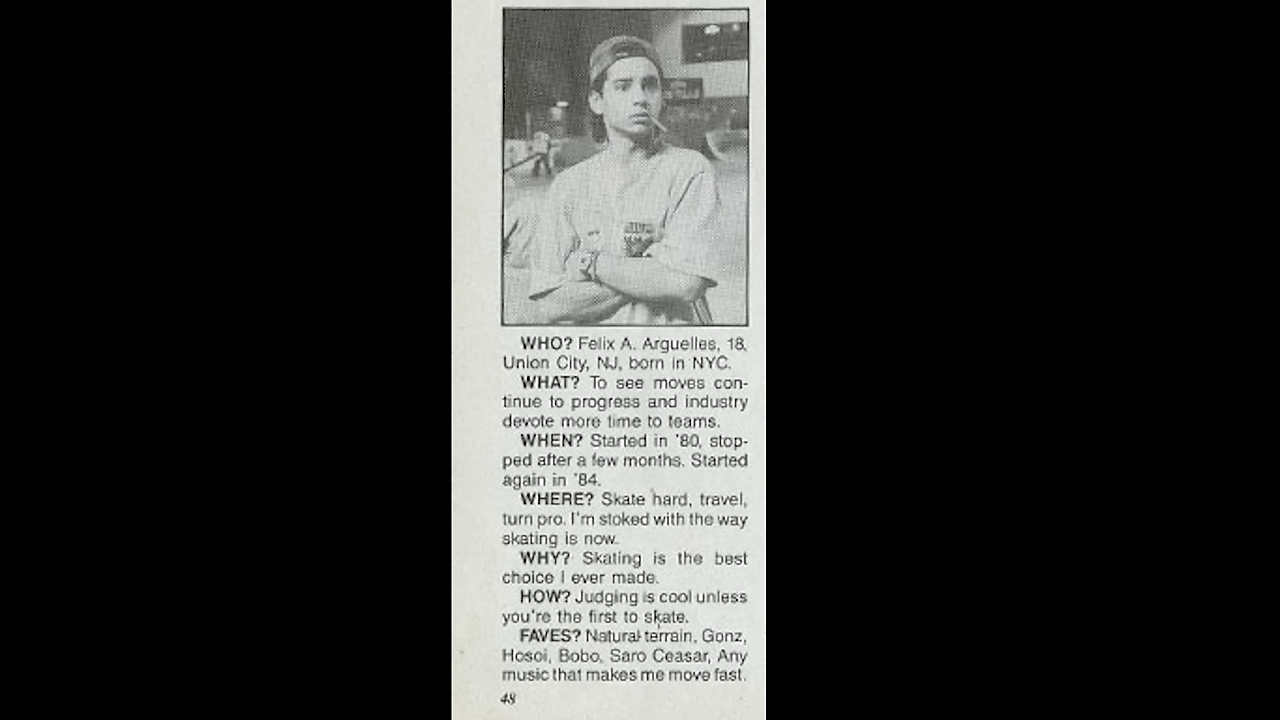 WHO? Felix A. Arguelles, 18,
Union City, NJ, born in NYC.
WHAT? To see moves con-
tinue to progress and industry
devote more time to teams.
WHEN? Started in '80, stop-
ped after a few months. Started
again in '84.
WHERE? Skate hard, travel,
turn pro. I'm stoked with the way
skating is now.
WHY? Skating is the best
choice I ever made.
HOW? Judging is cool unless
you're the first to skate.
FAVES? Natural terrain, Gonz,
Hosoi, Bobo, Saro Ceasar, Any
music that makes me move fast.
48